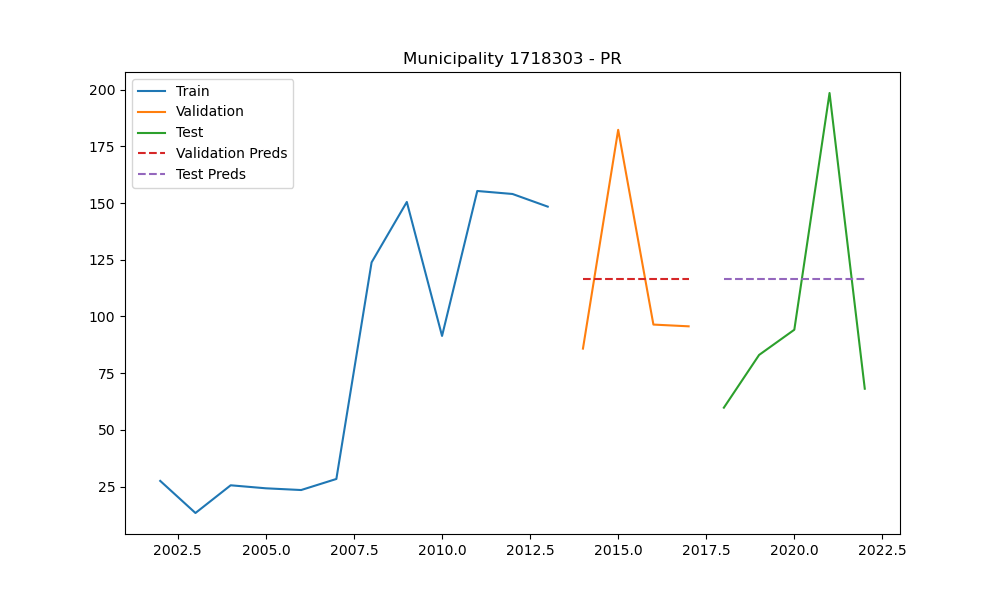 Municipality 1718303 - PR
Train
Validation
Test
Validation Preds
Test Preds
200
175
150
125
100
75
50
25
2002.5 2005.0 2007.5 2010.0 2012.5 2015.0 2017.5 2020.0 2022.5